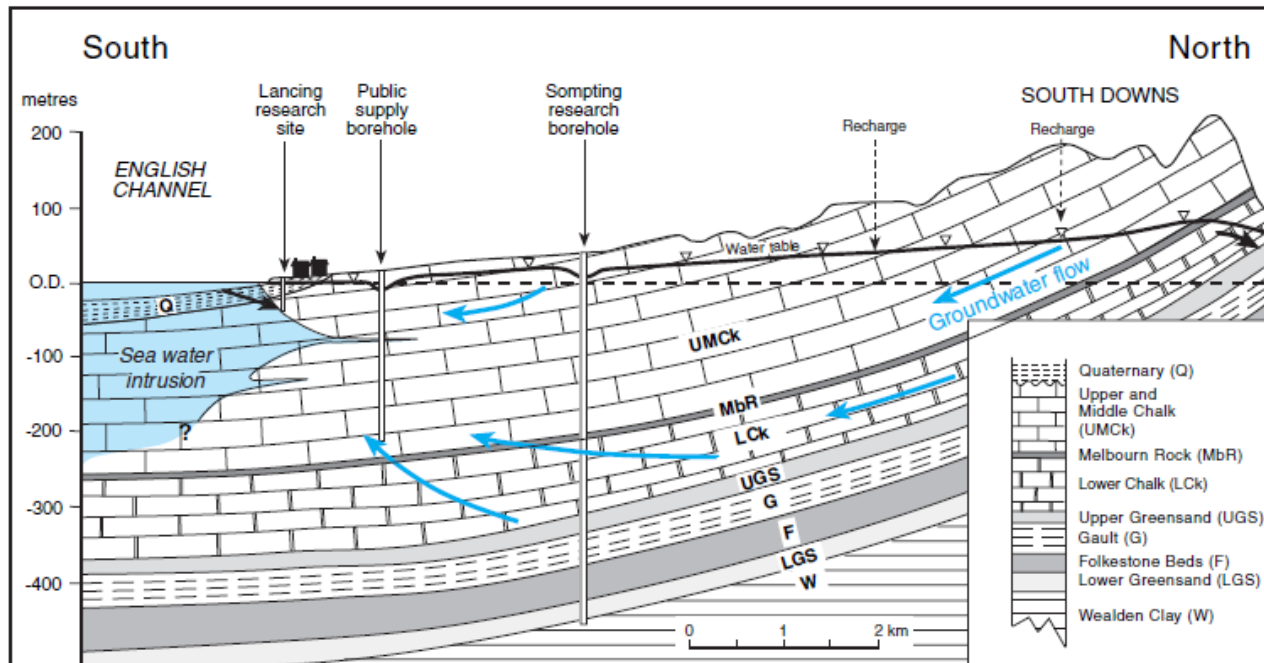 South
North
metres
Lancing
research
site
Public
supply
borehole
Sompting
research
borehole
SOUTH DOWNS
Recharge
Recharge
200
ENGLISH
CHANNEL
100
Water table
O.D.
Q
Groundwater flow
-100
Sea water
intrusion
UMCk
MbR
-200
?
LCk
UGS
-300
G
F
-400
LGS
W
0
1
2 km
Quaternary (Q)
Upper and
Middle Chalk
(UMCk)
Melbourn Rock (MbR)
Lower Chalk (LCk)
Upper Greensand (UGS)
Gault (G)
Folkestone Beds (F)
Lower Greensand (LGS)
Wealden Clay (W)